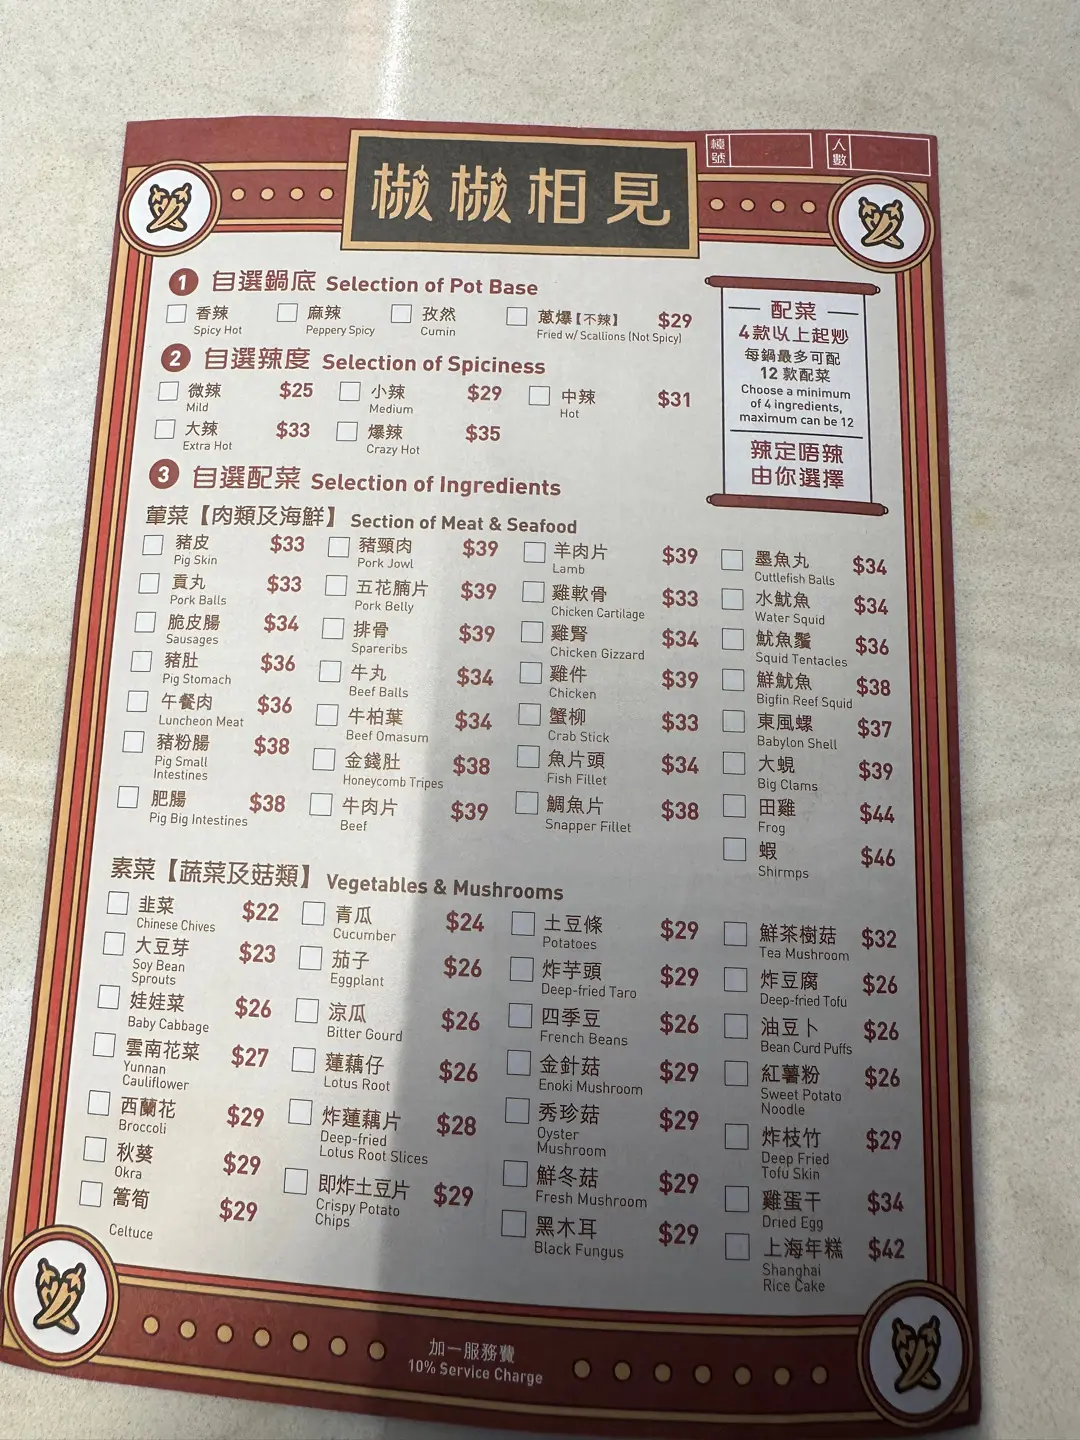 椒椒相見
檯號
人數
1 自選鍋底 Selection of Pot Base
香辣
Spicy Hot
麻辣
Peppery Spicy
孜然
Cumin
蔥爆【不辣】 $29
Fried w/ Scallions (Not Spicy)
2 自選辣度 Selection of Spiciness
微辣 $25
Mild
小辣 $29
Medium
中辣 $31
Hot
大辣 $33
Extra Hot
爆辣 $35
Crazy Hot
配菜
4款以上起炒
每鍋最多可配
12 款配菜
Choose a minimum
of 4 ingredients,
maximum can be 12
辣定唔辣
由你選擇
3 自選配菜 Selection of Ingredients
葷菜【肉類及海鮮】 Section of Meat & Seafood
豬皮 $33
Pig Skin
貢丸 $33
Pork Balls
脆皮腸 $34
Sausages
豬肚 $36
Pig Stomach
午餐肉 $36
Luncheon Meat
豬粉腸 $38
Pig Small
Intestines
肥腸 $38
Pig Big Intestines
豬頸肉 $39
Pork Jowl
五花腩片 $39
Pork Belly
排骨 $39
Spareribs
牛丸 $34
Beef Balls
牛柏葉 $34
Beef Omasum
金錢肚 $38
Honeycomb Tripes
牛肉片 $39
Beef
羊肉片 $39
Lamb
雞軟骨 $33
Chicken Cartilage
雞腎 $34
Chicken Gizzard
雞件 $39
Chicken
蟹柳 $33
Crab Stick
魚片頭 $34
Fish Fillet
鯛魚片 $38
Snapper Fillet
墨魚丸 $34
Cuttlefish Balls
水魷魚 $34
Water Squid
魷魚鬚 $36
Squid Tentacles
鮮魷魚 $38
Bigfin Reef Squid
東風螺 $37
Babylon Shell
大蜆 $39
Big Clams
田雞 $44
Frog
蝦 $46
Shirmps
素菜【蔬菜及菇類】 Vegetables & Mushrooms
韭菜 $22
Chinese Chives
大豆芽 $23
Soy Bean
Sprouts
娃娃菜 $26
Baby Cabbage
雲南花菜 $27
Yunnan
Cauliflower
西蘭花 $29
Broccoli
秋葵 $29
Okra
篙筍 $29
Celtuce
青瓜 $24
Cucumber
茄子 $26
Eggplant
涼瓜 $26
Bitter Gourd
蓮藕仔 $26
Lotus Root
炸蓮藕片 $28
Deep-fried
Lotus Root Slices
即炸土豆片 $29
Crispy Potato
Chips
土豆條 $29
Potatoes
炸芋頭 $29
Deep-fried Taro
四季豆 $26
French Beans
金針菇 $29
Enoki Mushroom
秀珍菇 $29
Oyster
Mushroom
鮮冬菇 $29
Fresh Mushroom
黑木耳 $29
Black Fungus
鮮茶樹菇 $32
Tea Mushroom
炸豆腐 $26
Deep-fried Tofu
油豆卜 $26
Bean Curd Puffs
紅薯粉 $26
Sweet Potato
Noodle
炸枝竹 $29
Deep Fried
Tofu Skin
雞蛋干 $34
Dried Egg
上海年糕 $42
Shanghai
Rice Cake
加一服務費
10% Service Charge